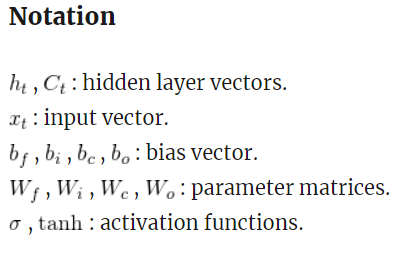 Notation
h_t , C_t : hidden layer vectors.
x_t : input vector.
b_f , b_i , b_c , b_o : bias vector.
W_f , W_i , W_c , W_o : parameter matrices.
σ , tanh : activation functions.